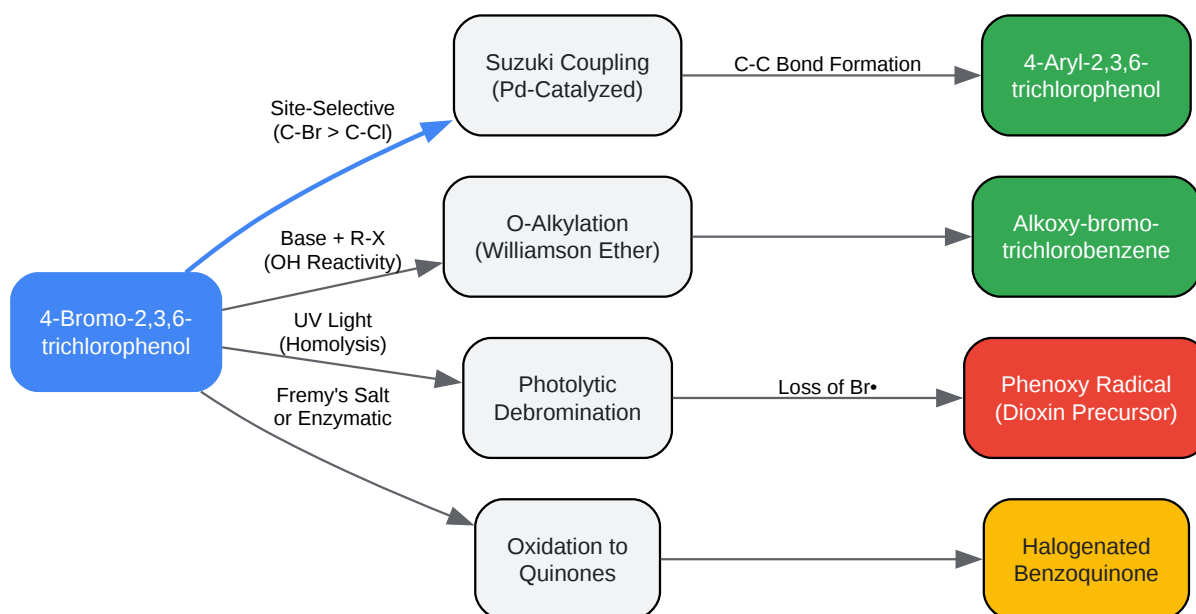 Suzuki Coupling
(Pd-Catalyzed)
C-C Bond Formation
4-Aryl-2,3,6-
trichlorophenol
Site-Selective
(C-Br > C-Cl)
O-Alkylation
(Williamson Ether)
Alkoxy-bromo-
trichlorobenzene
Base + R-X
(OH Reactivity)
4-Bromo-2,3,6-
trichlorophenol
UV Light
(Homolysis)
Photolytic
Debromination
Loss of Br•
Phenoxy Radical
(Dioxin Precursor)
Fremy's Salt
or Enzymatic
Oxidation to
Quinones
Halogenated
Benzoquinone